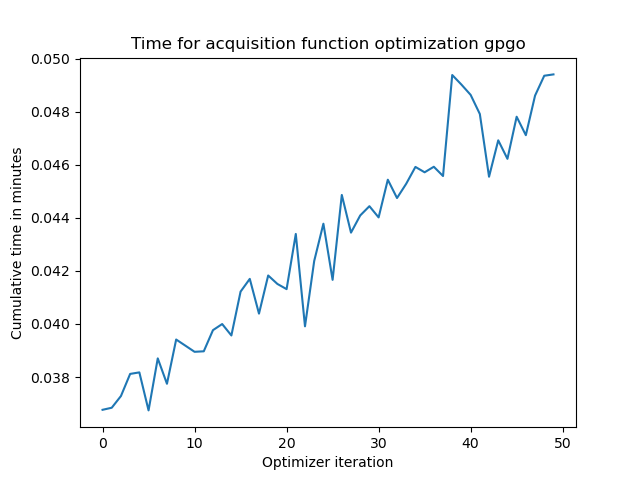 Time for acquisition function optimization gpgo
Cumulative time in minutes
0.050
0.048
0.046
0.044
0.042
0.040
0.038
0 10 20 30 40 50
Optimizer iteration